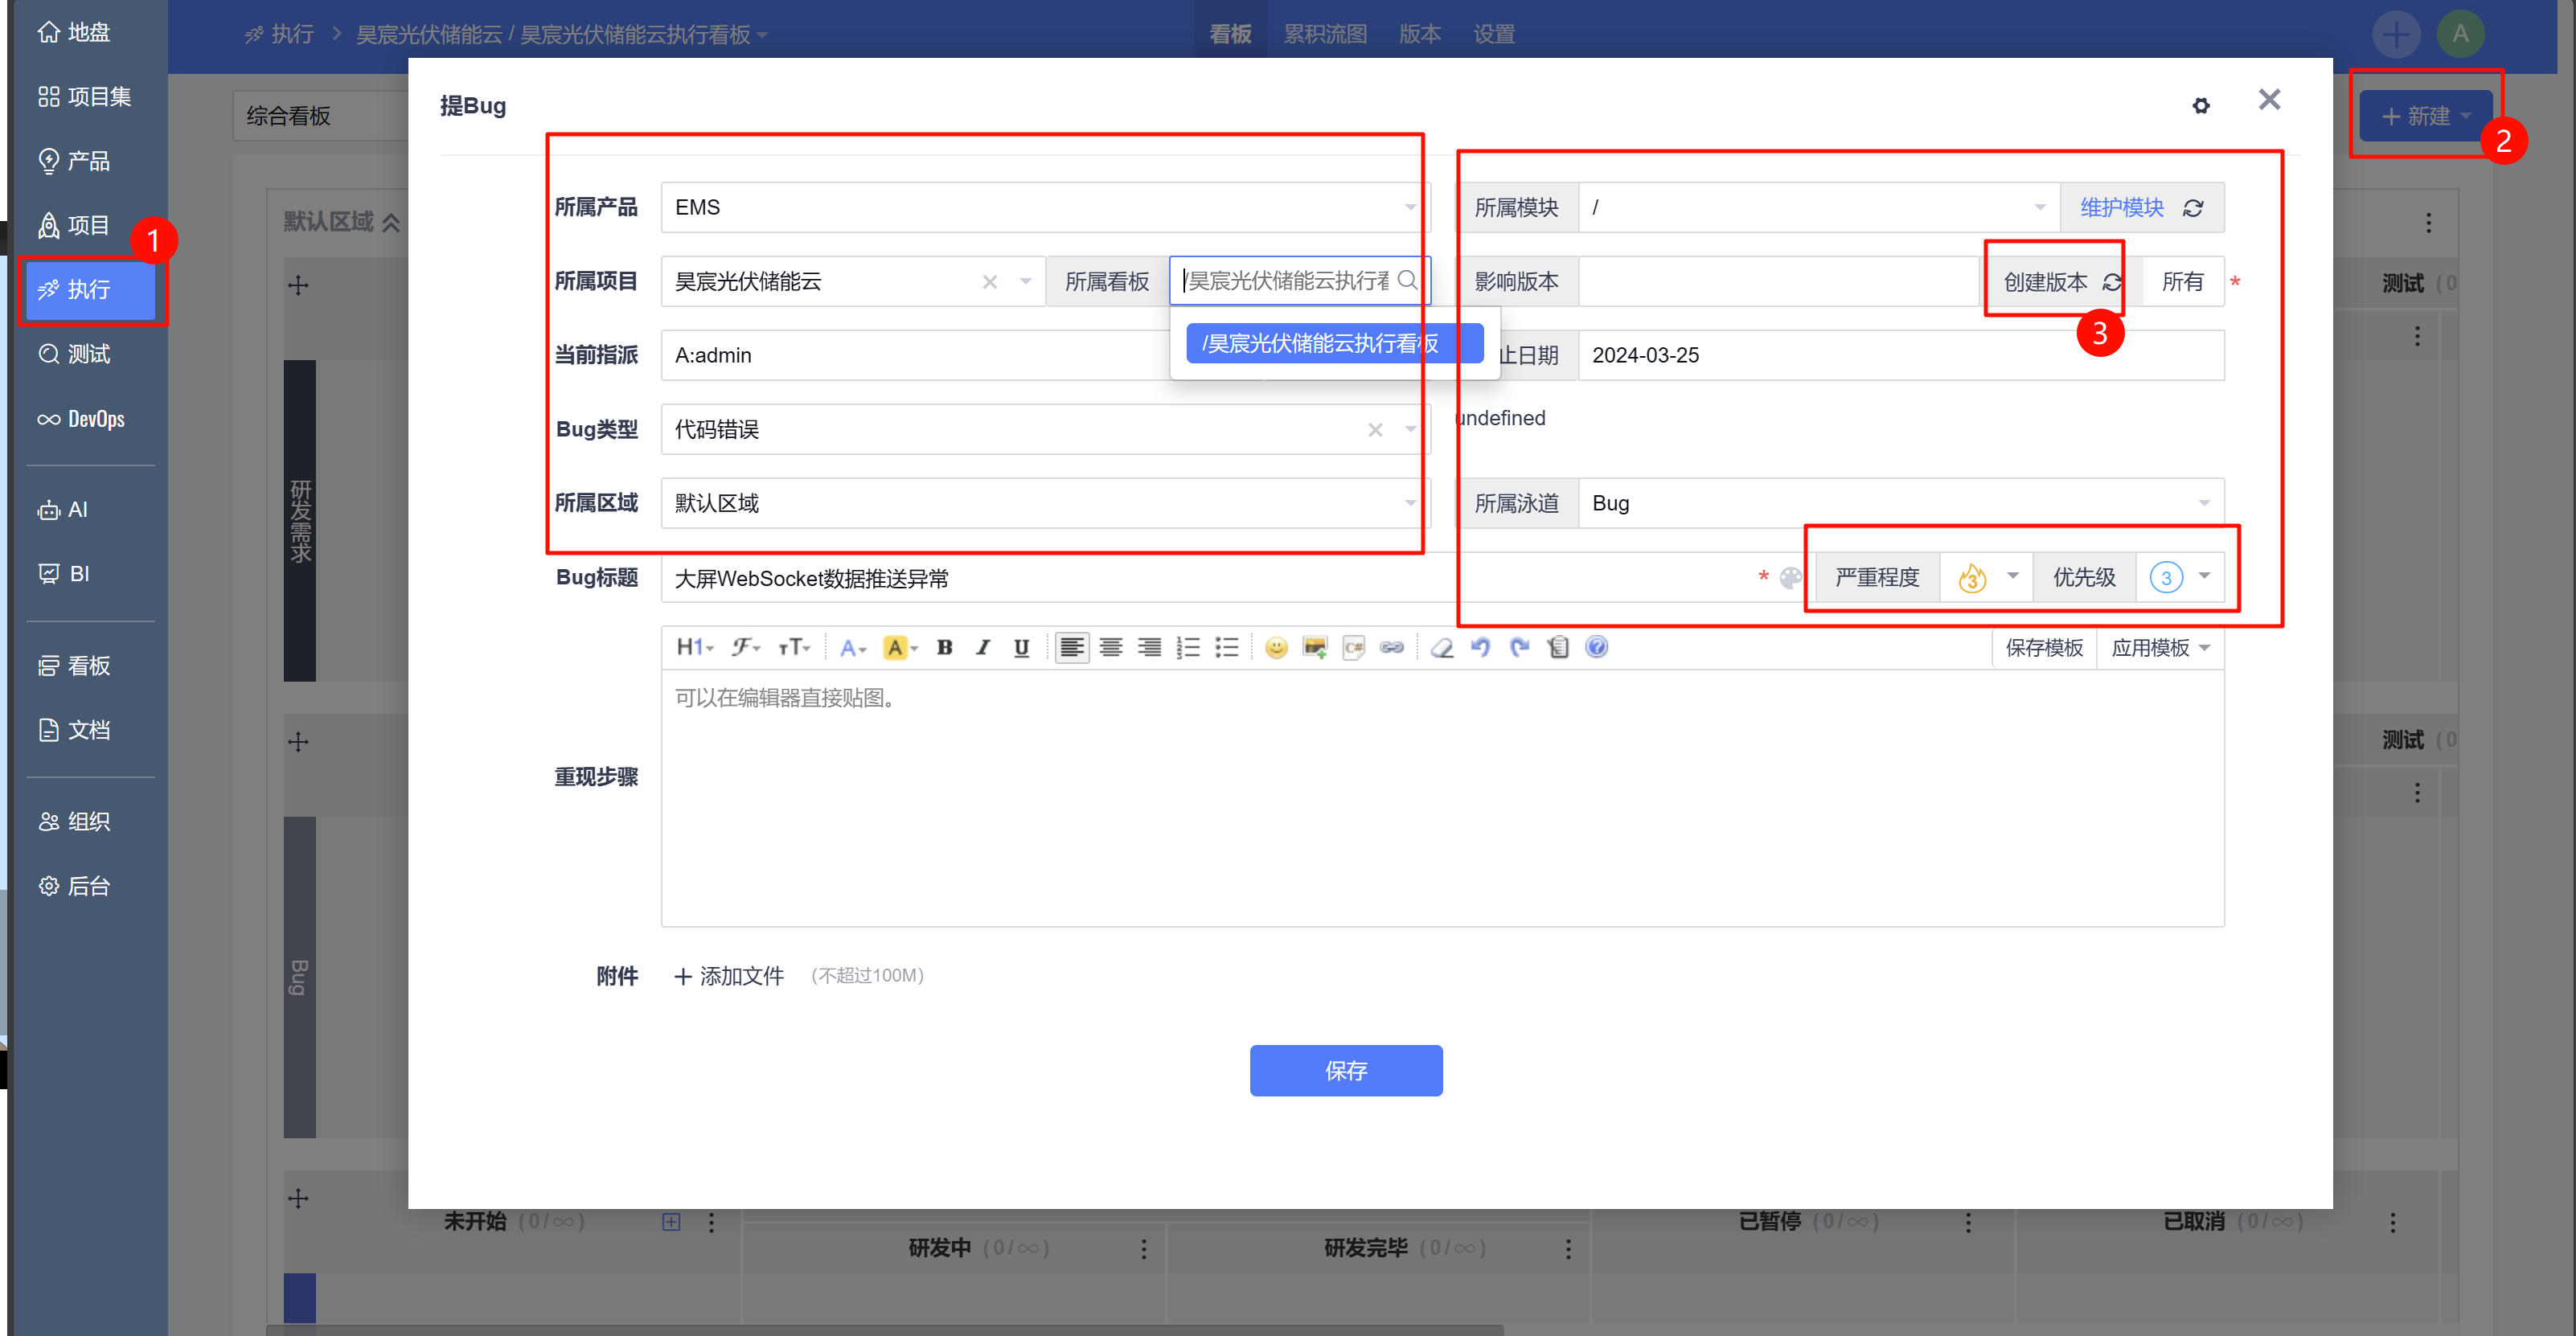 地盘
项目集
产品
项目
1
执行
测试
DevOps
AI
BI
看板
文档
组织
后台
执行 > 昊宸光伏储能云 / 昊宸光伏储能云执行看板
看板 累积流图 版本 设置
A
综合看板
+ 新建
2
默认区域
研发需求
Bug
测试 (0
测试 (0
提Bug
所属产品 EMS 所属模块 / 维护模块
所属项目 昊宸光伏储能云 所属看板 /昊宸光伏储能云执行看 影响版本 创建版本 所有 *
/昊宸光伏储能云执行看板
3
当前指派 A:admin 止日期 2024-03-25
Bug类型 代码错误 undefined
所属区域 默认区域 所属泳道 Bug
Bug标题 大屏WebSocket数据推送异常 * 严重程度 3 优先级 3
H1 F TT A A B I U C# 保存模板 应用模板
可以在编辑器直接贴图。
重现步骤
附件 + 添加文件 (不超过100M)
保存
未开始 (0/∞) 已暂停 (0/∞) 已取消 (0/∞)
研发中 (0/∞) 研发完毕 (0/∞)